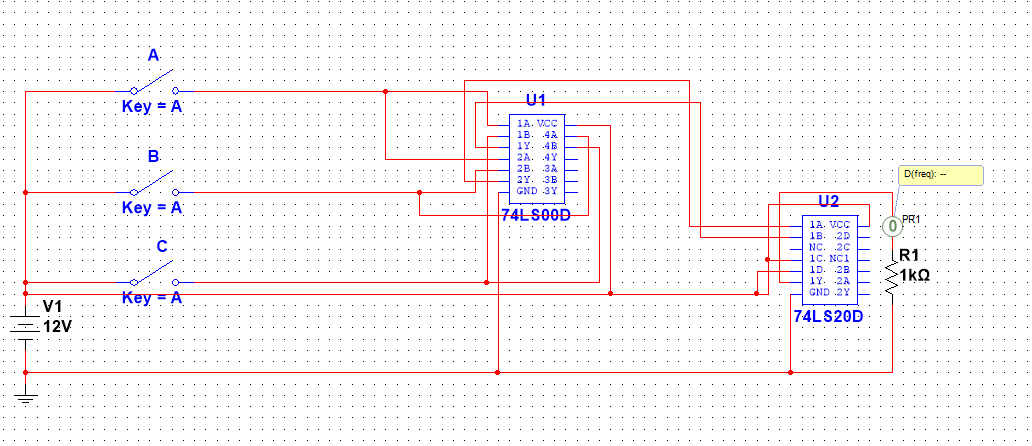 A
Key = A
B
Key = A
C
Key = A
V1
12V
U1
1A VCC
1B 4A
1Y 4B
2A 4Y
2B 3A
2Y 3B
GND 3Y
74LS00D
D(freq): --
U2
0
PR1
1A VCC
1B 2D
NC 2C
1C NC1
1D 2B
1Y 2A
GND 2Y
74LS20D
R1
1kΩ